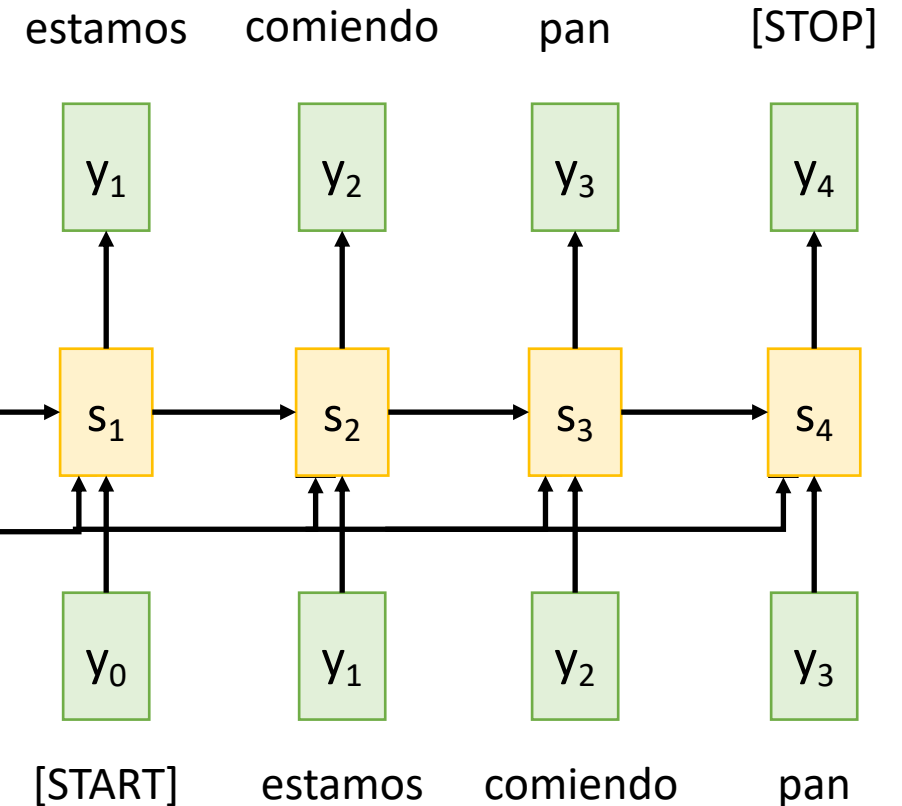 estamos comiendo pan [STOP]
y₁ y₂ y₃ y₄
s₁ s₂ s₃ s₄
y₀ y₁ y₂ y₃
[START] estamos comiendo pan